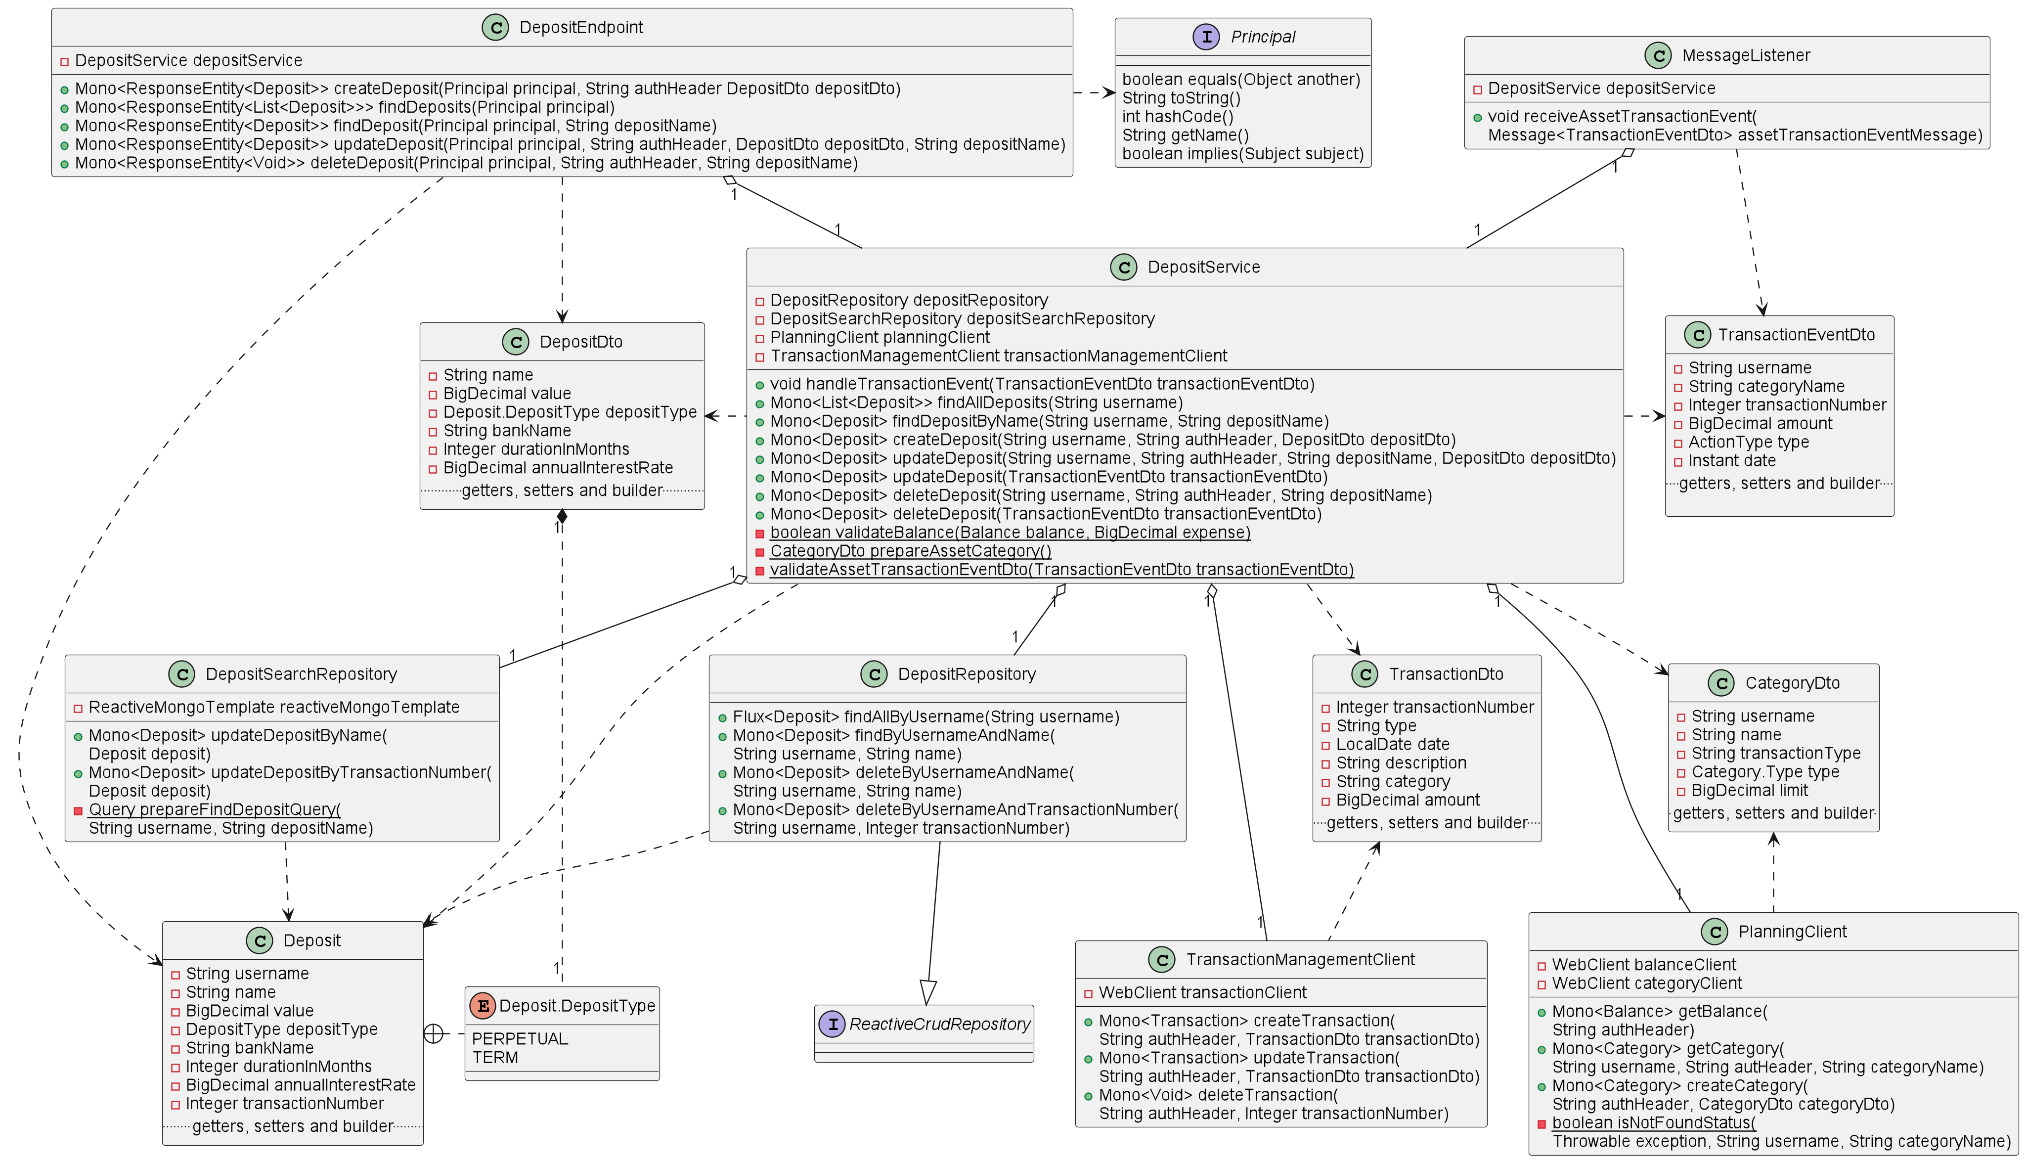 C DepositEndpoint
DepositService depositService
Mono<ResponseEntity<Deposit>> createDeposit(Principal principal, String authHeader DepositDto depositDto)
Mono<ResponseEntity<List<Deposit>>> findDeposits(Principal principal)
Mono<ResponseEntity<Deposit>> findDeposit(Principal principal, String depositName)
Mono<ResponseEntity<Deposit>> updateDeposit(Principal principal, String authHeader, DepositDto depositDto, String depositName)
Mono<ResponseEntity<Void>> deleteDeposit(Principal principal, String authHeader, String depositName)
I Principal
boolean equals(Object another)
String toString()
int hashCode()
String getName()
boolean implies(Subject subject)
C MessageListener
DepositService depositService
void receiveAssetTransactionEvent(
Message<TransactionEventDto> assetTransactionEventMessage)
1
1
1
1
C DepositService
DepositRepository depositRepository
DepositSearchRepository depositSearchRepository
PlanningClient planningClient
TransactionManagementClient transactionManagementClient
void handleTransactionEvent(TransactionEventDto transactionEventDto)
Mono<List<Deposit>> findAllDeposits(String username)
Mono<Deposit> findDepositByName(String username, String depositName)
Mono<Deposit> createDeposit(String username, String authHeader, DepositDto depositDto)
Mono<Deposit> updateDeposit(String username, String authHeader, String depositName, DepositDto depositDto)
Mono<Deposit> updateDeposit(TransactionEventDto transactionEventDto)
Mono<Deposit> deleteDeposit(String username, String authHeader, String depositName)
Mono<Deposit> deleteDeposit(TransactionEventDto transactionEventDto)
boolean validateBalance(Balance balance, BigDecimal expense)
CategoryDto prepareAssetCategory()
validateAssetTransactionEventDto(TransactionEventDto transactionEventDto)
C DepositDto
String name
BigDecimal value
Deposit.DepositType depositType
String bankName
Integer durationInMonths
BigDecimal annualInterestRate
getters, setters and builder
C TransactionEventDto
String username
String categoryName
Integer transactionNumber
BigDecimal amount
ActionType type
Instant date
getters, setters and builder
1
1
1
1
1
1
1
C DepositSearchRepository
ReactiveMongoTemplate reactiveMongoTemplate
Mono<Deposit> updateDepositByName(
Deposit deposit)
Mono<Deposit> updateDepositByTransactionNumber(
Deposit deposit)
Query prepareFindDepositQuery(
String username, String depositName)
C DepositRepository
Flux<Deposit> findAllByUsername(String username)
Mono<Deposit> findByUsernameAndName(
String username, String name)
Mono<Deposit> deleteByUsernameAndName(
String username, String name)
Mono<Deposit> deleteByUsernameAndTransactionNumber(
String username, Integer transactionNumber)
C TransactionDto
Integer transactionNumber
String type
LocalDate date
String description
String category
BigDecimal amount
getters, setters and builder
C CategoryDto
String username
String name
String transactionType
Category.Type type
BigDecimal limit
getters, setters and builder
1
1
1
C Deposit
String username
String name
BigDecimal value
DepositType depositType
String bankName
Integer durationInMonths
BigDecimal annualInterestRate
Integer transactionNumber
getters, setters and builder
E Deposit.DepositType
PERPETUAL
TERM
I ReactiveCrudRepository
C TransactionManagementClient
WebClient transactionClient
Mono<Transaction> createTransaction(
String authHeader, TransactionDto transactionDto)
Mono<Transaction> updateTransaction(
String authHeader, TransactionDto transactionDto)
Mono<Void> deleteTransaction(
String authHeader, Integer transactionNumber)
C PlanningClient
WebClient balanceClient
WebClient categoryClient
Mono<Balance> getBalance(
String authHeader)
Mono<Category> getCategory(
String username, String autHeader, String categoryName)
Mono<Category> createCategory(
String authHeader, CategoryDto categoryDto)
boolean isNotFoundStatus(
Throwable exception, String username, String categoryName)